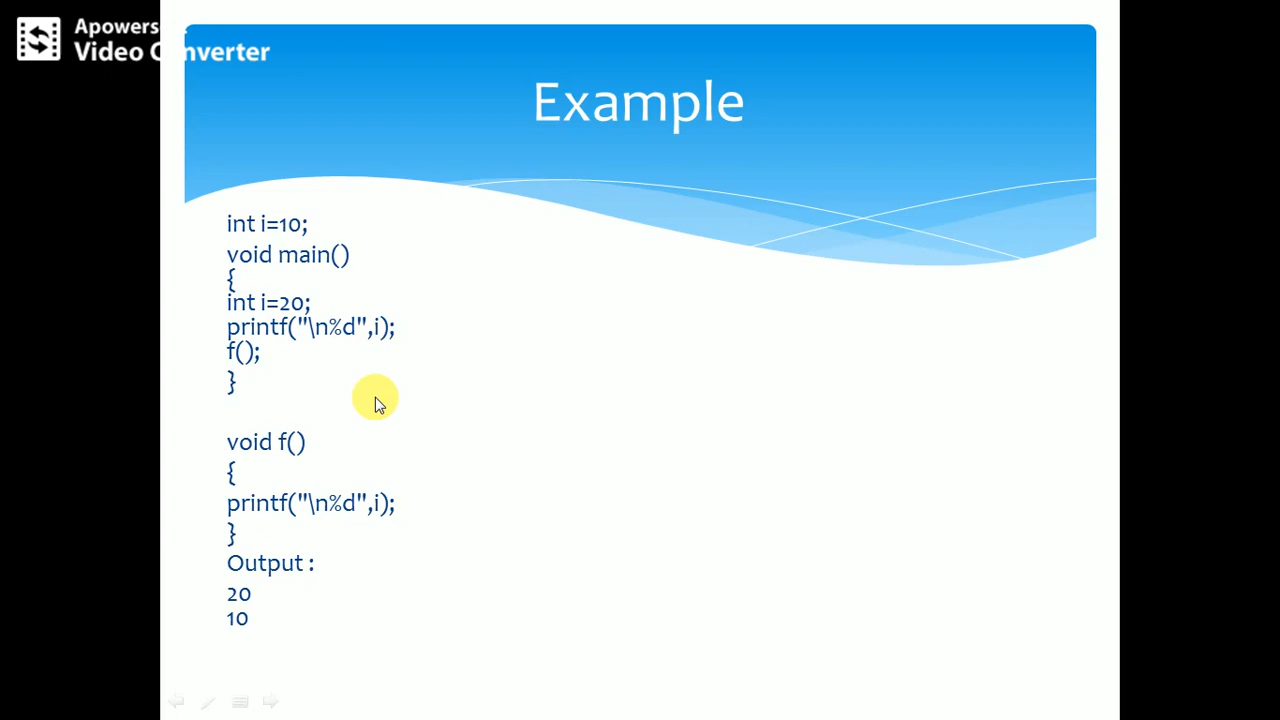 Apowers
Video Converter
Example
int i=10;
void main()
{
int i=20;
printf("\n%d",i);
f();
}
void f()
{
printf("\n%d",i);
}
Output :
20
10